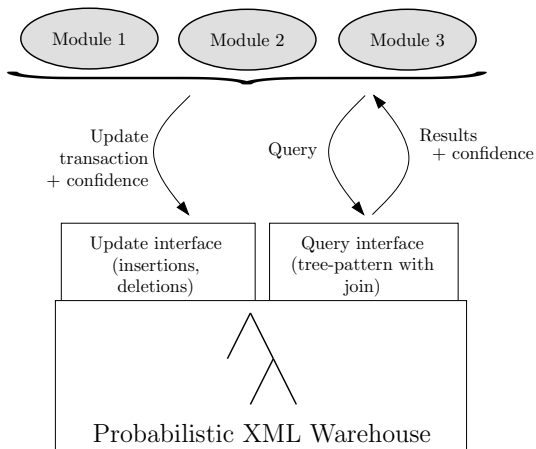 Module 1
Module 2
Module 3
Update
transaction
+ confidence
Query
Results
+ confidence
Update interface
(insertions,
deletions)
Query interface
(tree-pattern with
join)
Probabilistic XML Warehouse